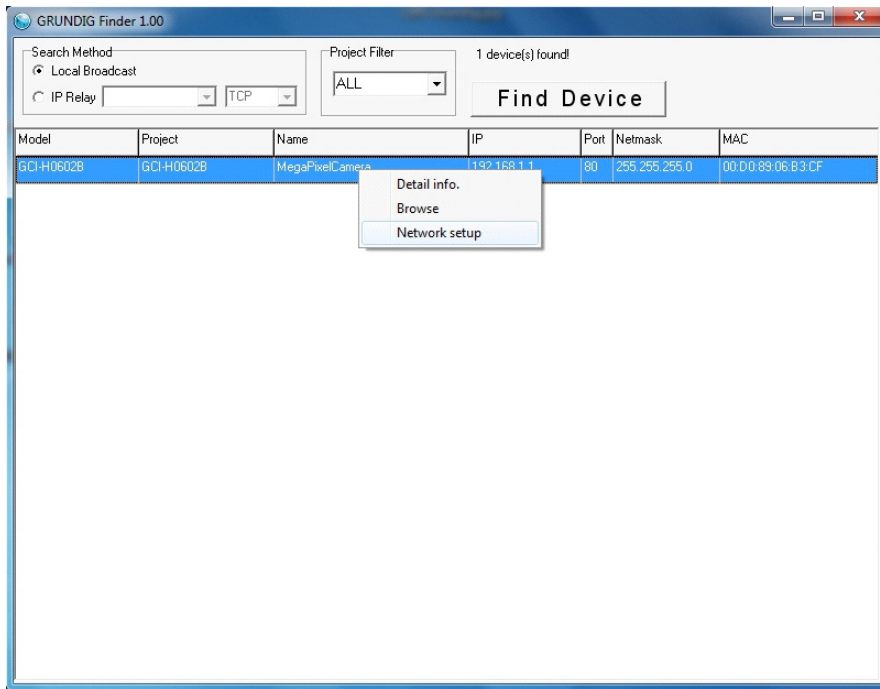 GRUNDIG Finder 1.00
Search Method
Local Broadcast
IP Relay
TCP
Project Filter
ALL
1 device(s) found!
Find Device
Model Project Name IP Port Netmask MAC
GCI-H0602B GCI-H0602B MegaPixelCamera 192.168.1.1 80 255.255.255.0 00:D0:89:06:B3:CF
Detail info.
Browse
Network setup